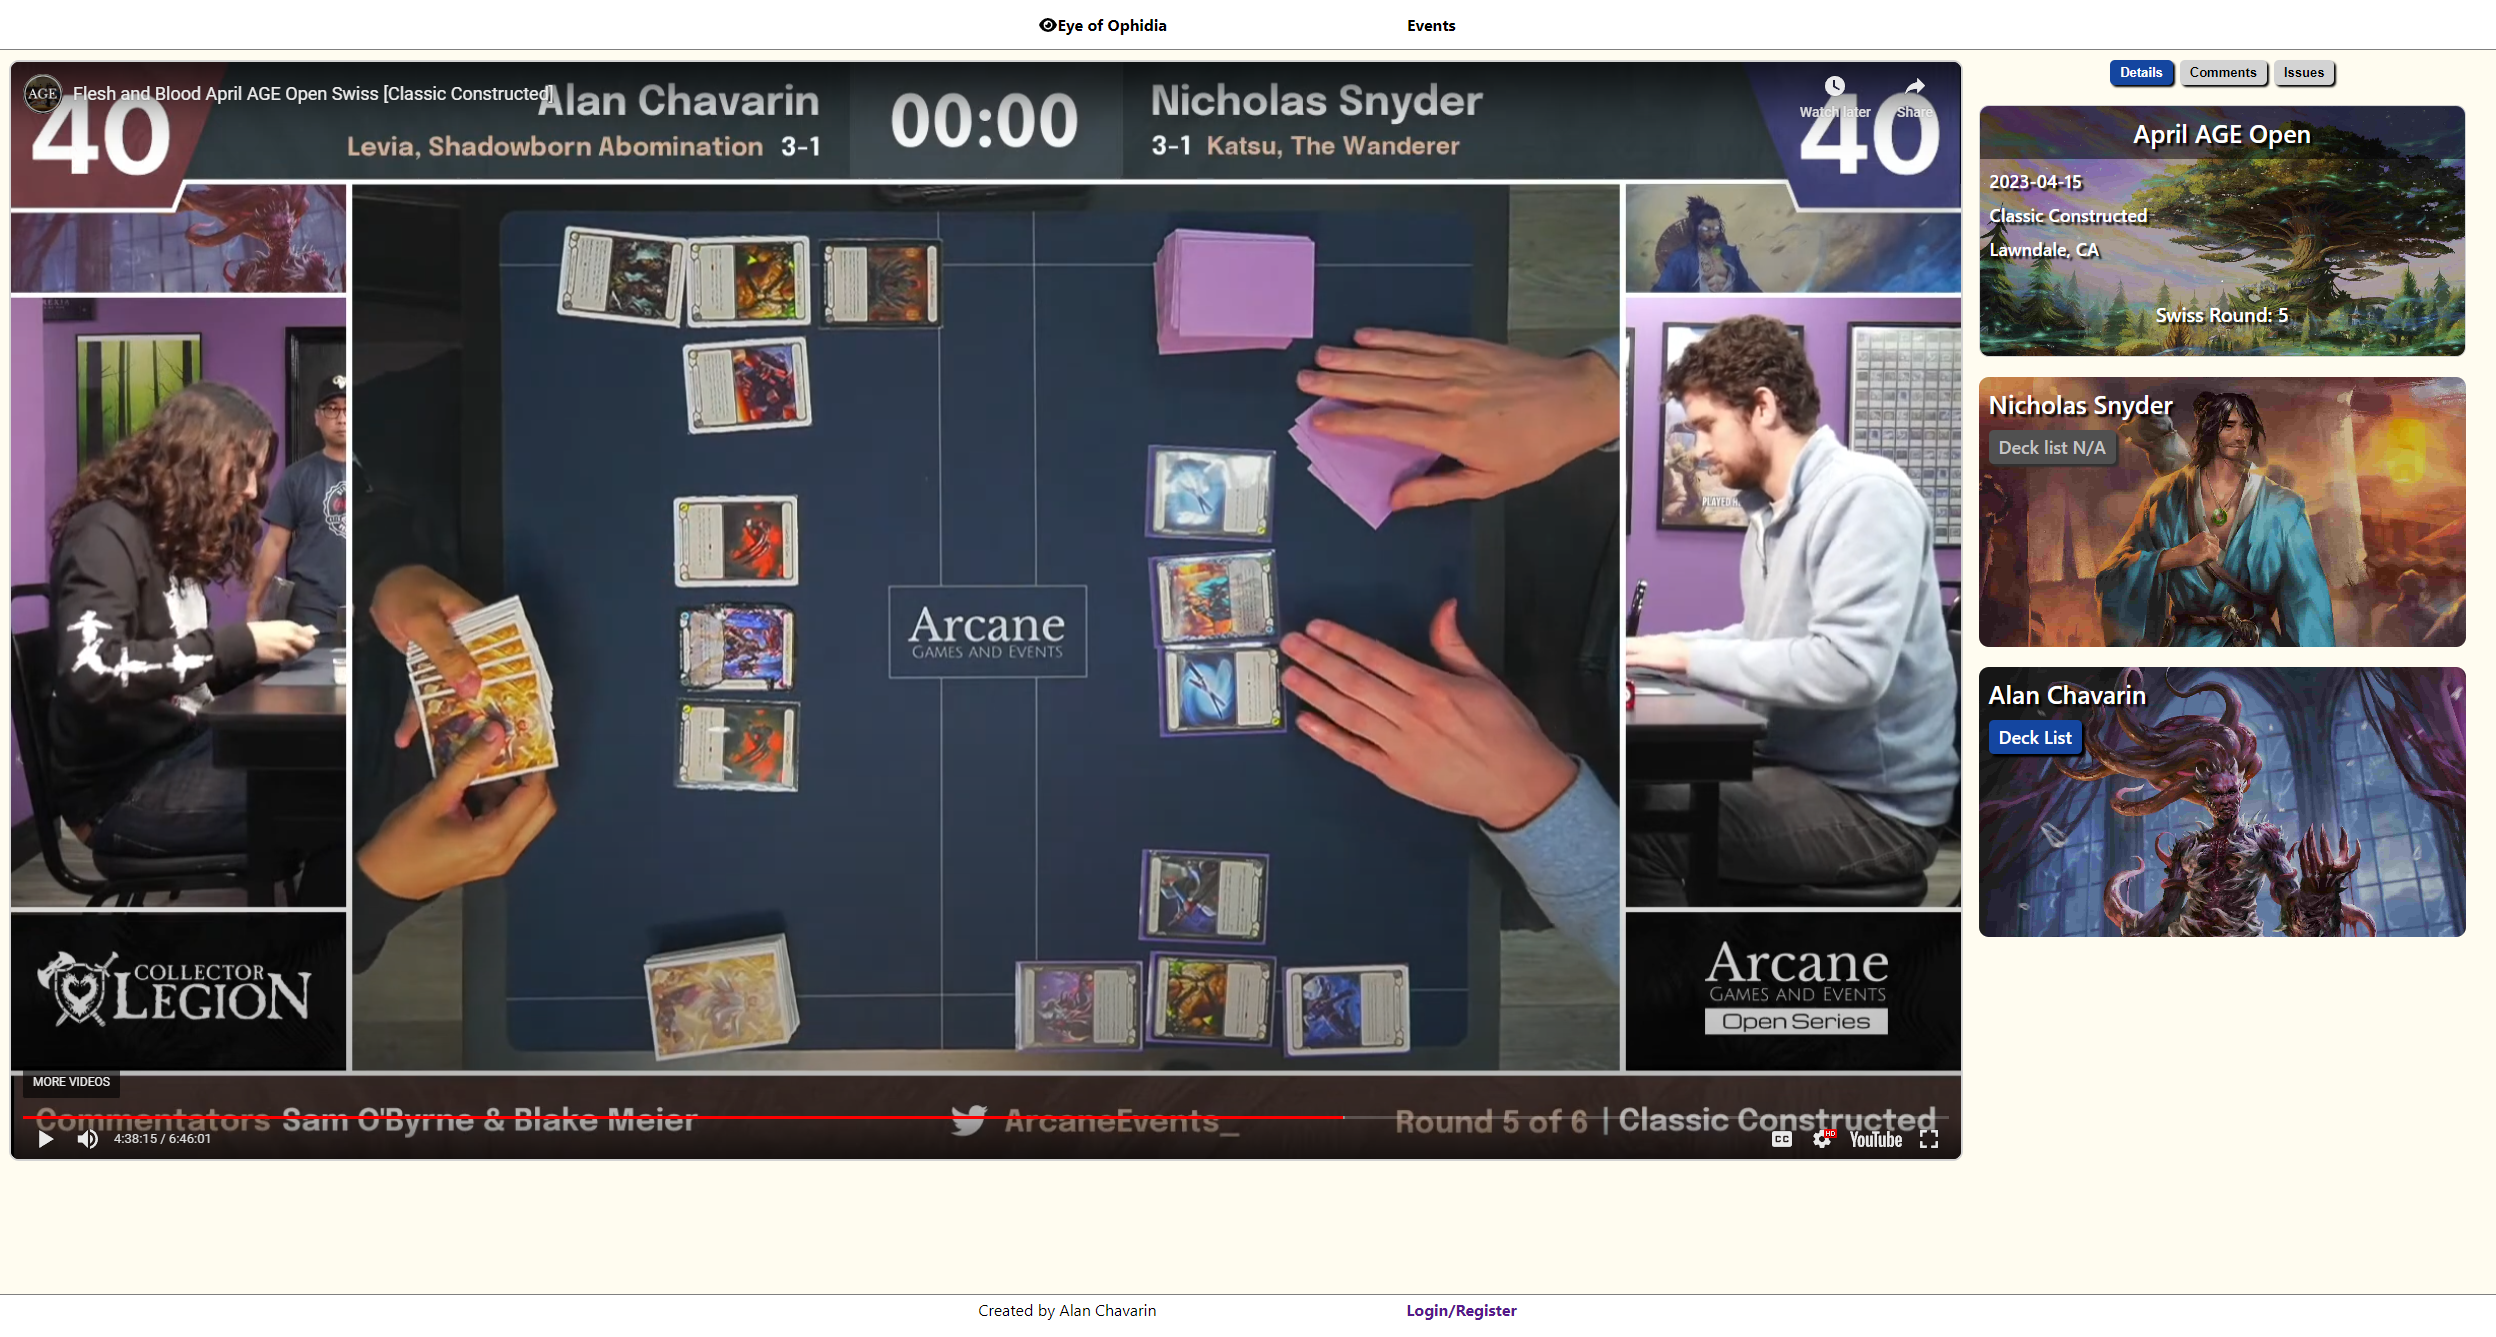 Eye of Ophidia
Events
AGE
Flesh and Blood April AGE Open Swiss [Classic Constructed]
40
Alan Chavarin
Levia, Shadowborn Abomination 3-1
00:00
Nicholas Snyder
3-1 Katsu, The Wanderer
40
Watch later
Share
Arcane
GAMES AND EVENTS
COLLECTOR
LEGION
Arcane
GAMES AND EVENTS
Open Series
MORE VIDEOS
Commentators Sam O'Byrne & Blake Meier
ArcaneEvents_
Round 5 of 6 | Classic Constructed
4:38:15 / 6:46:01
CC
HD
YouTube
Details
Comments
Issues
April AGE Open
2023-04-15
Classic Constructed
Lawndale, CA
Swiss Round: 5
Nicholas Snyder
Deck list N/A
Alan Chavarin
Deck List
Created by Alan Chavarin
Login/Register